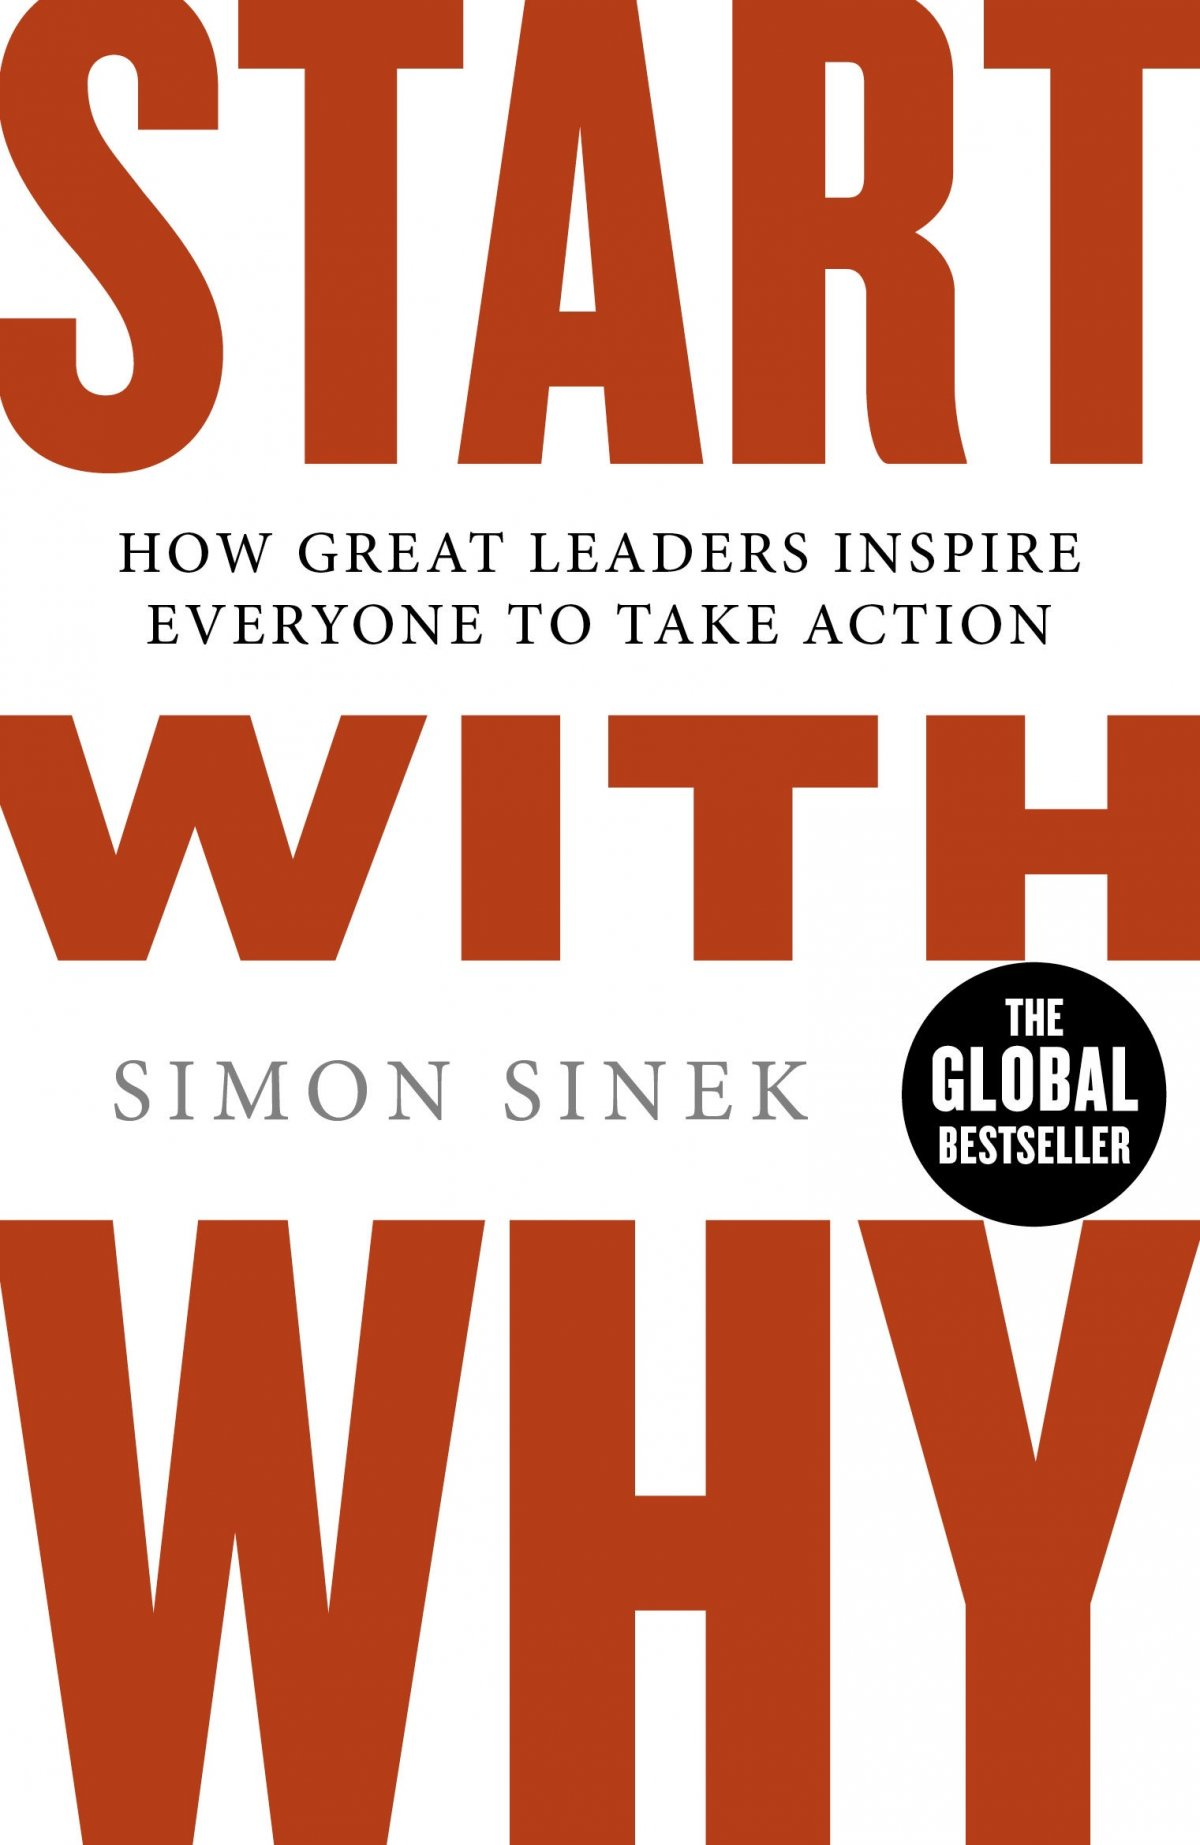 START
HOW GREAT LEADERS INSPIRE
EVERYONE TO TAKE ACTION
WITH
SIMON SINEK
THE
GLOBAL
BESTSELLER
WHY